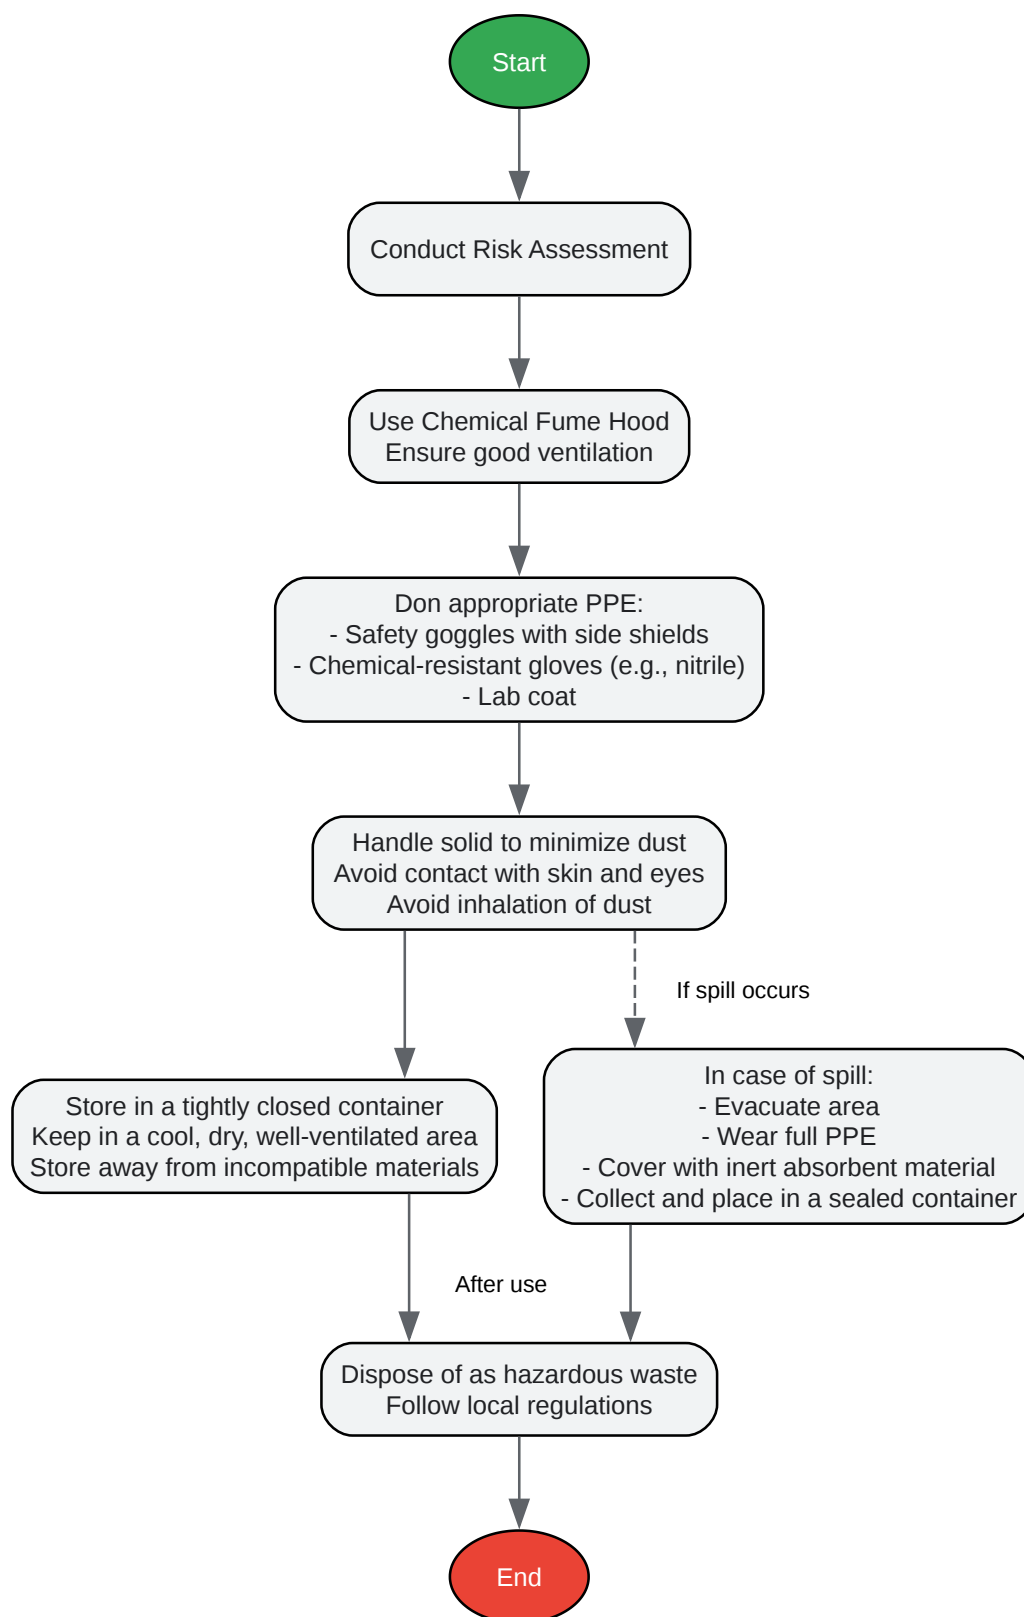 Start
Conduct Risk Assessment
Use Chemical Fume Hood
Ensure good ventilation
Don appropriate PPE:
- Safety goggles with side shields
- Chemical-resistant gloves (e.g., nitrile)
- Lab coat
Handle solid to minimize dust
Avoid contact with skin and eyes
Avoid inhalation of dust
If spill occurs
Store in a tightly closed container
Keep in a cool, dry, well-ventilated area
Store away from incompatible materials
In case of spill:
- Evacuate area
- Wear full PPE
- Cover with inert absorbent material
- Collect and place in a sealed container
After use
Dispose of as hazardous waste
Follow local regulations
End